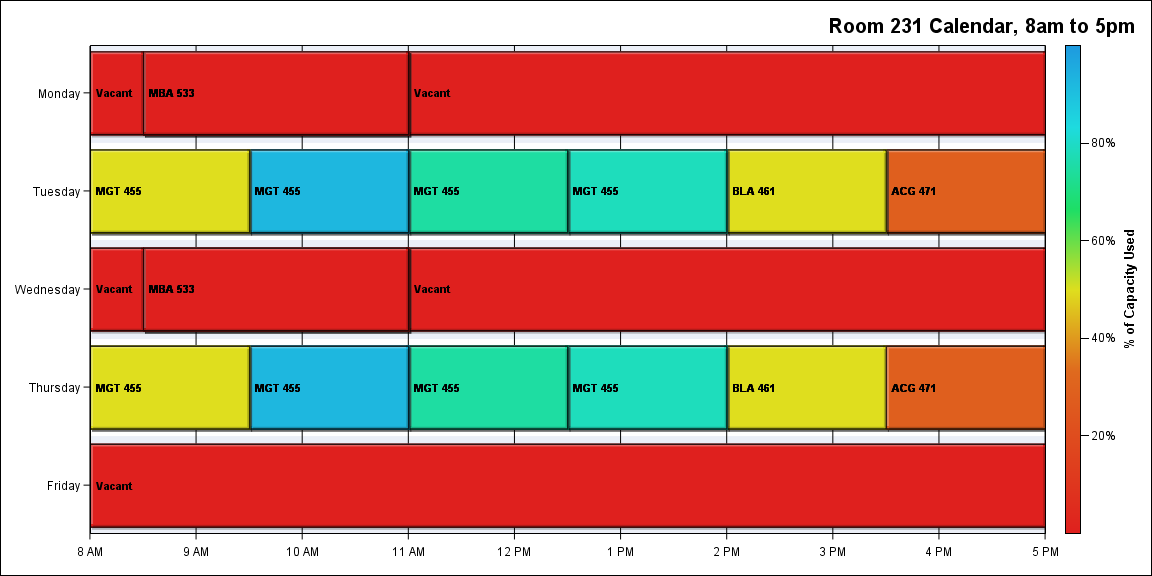 Room 231 Calendar, 8am to 5pm
Monday
Vacant
MBA 533
Vacant
Tuesday
MGT 455
MGT 455
MGT 455
MGT 455
BLA 461
ACG 471
Wednesday
Vacant
MBA 533
Vacant
Thursday
MGT 455
MGT 455
MGT 455
MGT 455
BLA 461
ACG 471
Friday
Vacant
8 AM
9 AM
10 AM
11 AM
12 PM
1 PM
2 PM
3 PM
4 PM
5 PM
80%
60%
40%
20%
% of Capacity Used